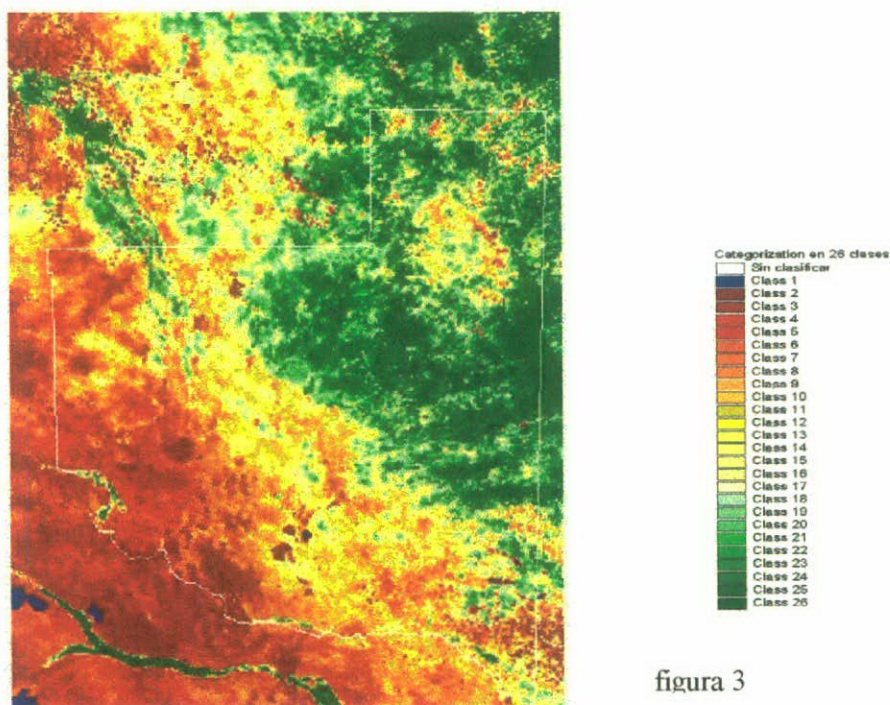 Categorization en 26 clases
Sin clasificar
Class 1
Class 2
Class 3
Class 4
Class 5
Class 6
Class 7
Class 8
Class 9
Class 10
Class 11
Class 12
Class 13
Class 14
Class 15
Class 16
Class 17
Class 18
Class 19
Class 20
Class 21
Class 22
Class 23
Class 24
Class 25
Class 26
figura 3